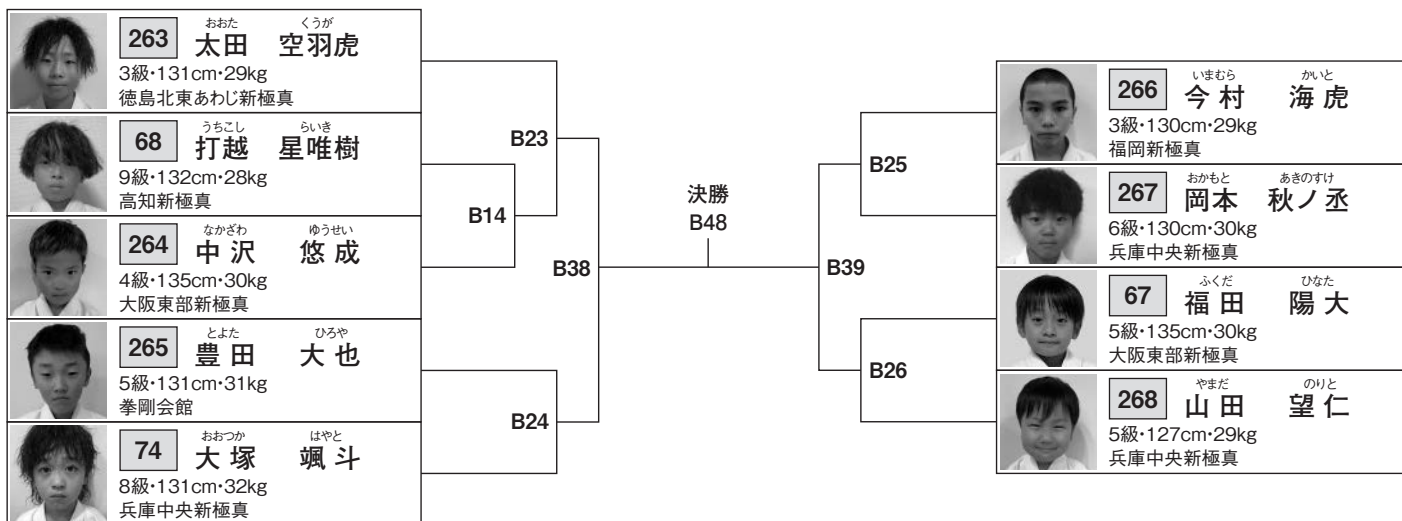 おおた くうが
263 太田 空羽虎
3級・131cm・29kg
徳島北東あわじ新極真
うちこし らいき
68 打越 星唯樹
9級・132cm・28kg
高知新極真
なかざわ ゆうせい
264 中沢 悠成
4級・135cm・30kg
大阪東部新極真
とよた ひろや
265 豊田 大也
5級・131cm・31kg
拳剛会館
おおつか はやと
74 大塚 颯斗
8級・131cm・32kg
兵庫中央新極真
B23
B14
B38
B24
決勝
B48
B25
B39
B26
いまむら かいと
266 今村 海虎
3級・130cm・29kg
福岡新極真
おかもと あきのすけ
267 岡本 秋ノ丞
6級・130cm・30kg
兵庫中央新極真
ふくだ ひなた
67 福田 陽大
5級・135cm・30kg
大阪東部新極真
やまだ のりと
268 山田 望仁
5級・127cm・29kg
兵庫中央新極真